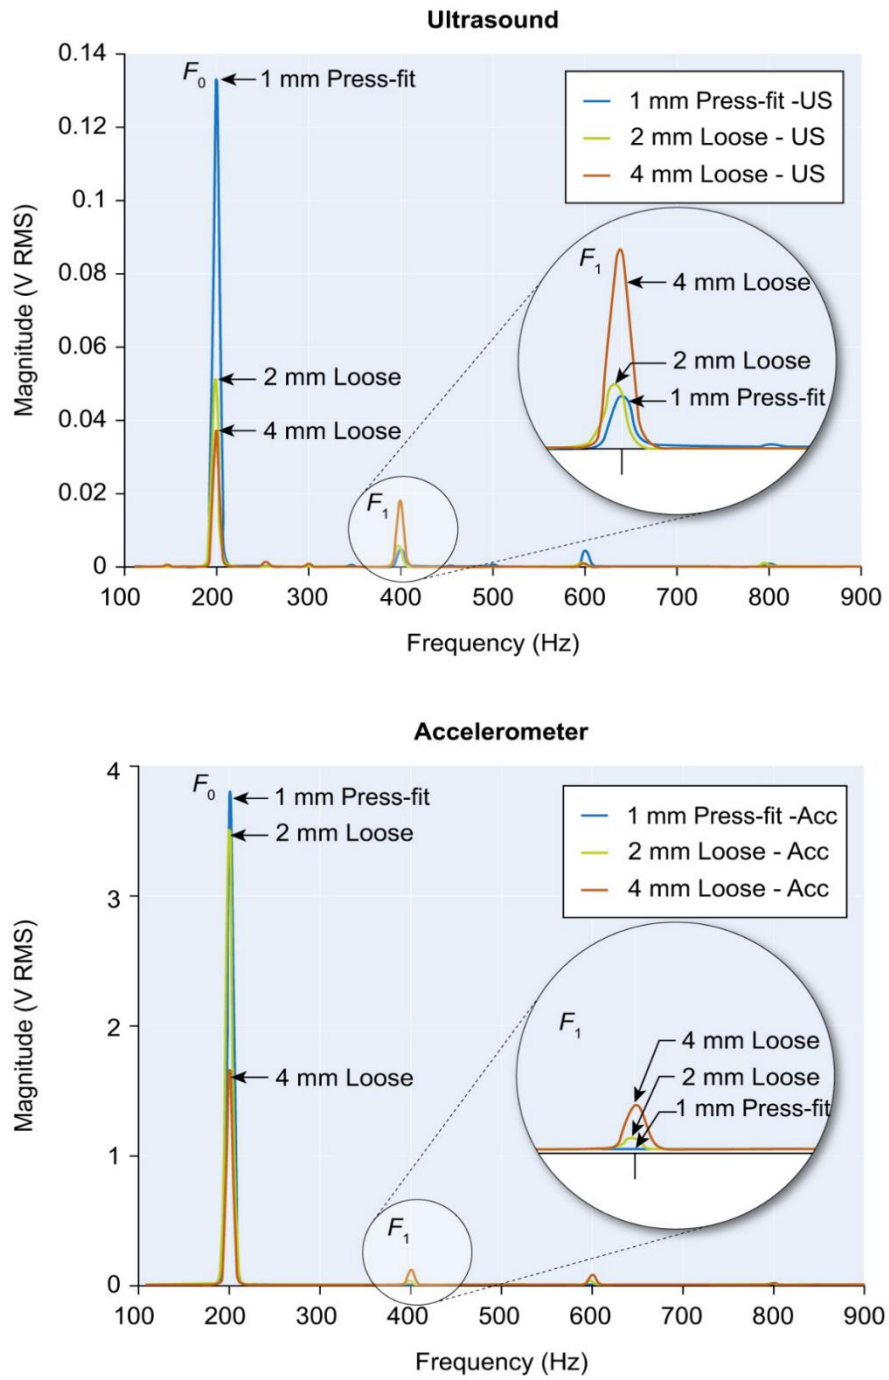 Ultrasound
0.14
0.12
0.1
0.08
0.06
0.04
0.02
0
Magnitude (V RMS)
F0
1 mm Press-fit
2 mm Loose
4 mm Loose
F1
1 mm Press-fit -US
2 mm Loose - US
4 mm Loose - US
F1
4 mm Loose
2 mm Loose
1 mm Press-fit
100 200 300 400 500 600 700 800 900
Frequency (Hz)
Accelerometer
4
3
2
1
0
Magnitude (V RMS)
F0
1 mm Press-fit
2 mm Loose
4 mm Loose
F1
1 mm Press-fit -Acc
2 mm Loose - Acc
4 mm Loose - Acc
F1
4 mm Loose
2 mm Loose
1 mm Press-fit
100 200 300 400 500 600 700 800 900
Frequency (Hz)